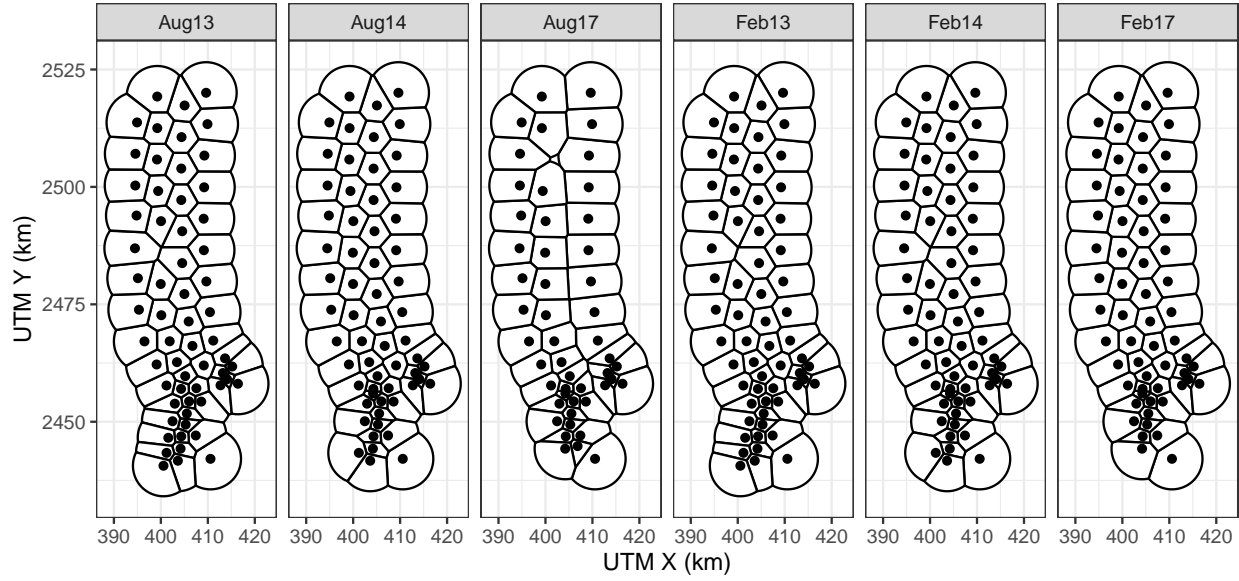 Aug13 Aug14 Aug17 Feb13 Feb14 Feb17
2525
2500
2475
2450
UTM Y (km)
390 400 410 420 390 400 410 420 390 400 410 420 390 400 410 420 390 400 410 420 390 400 410 420
UTM X (km)